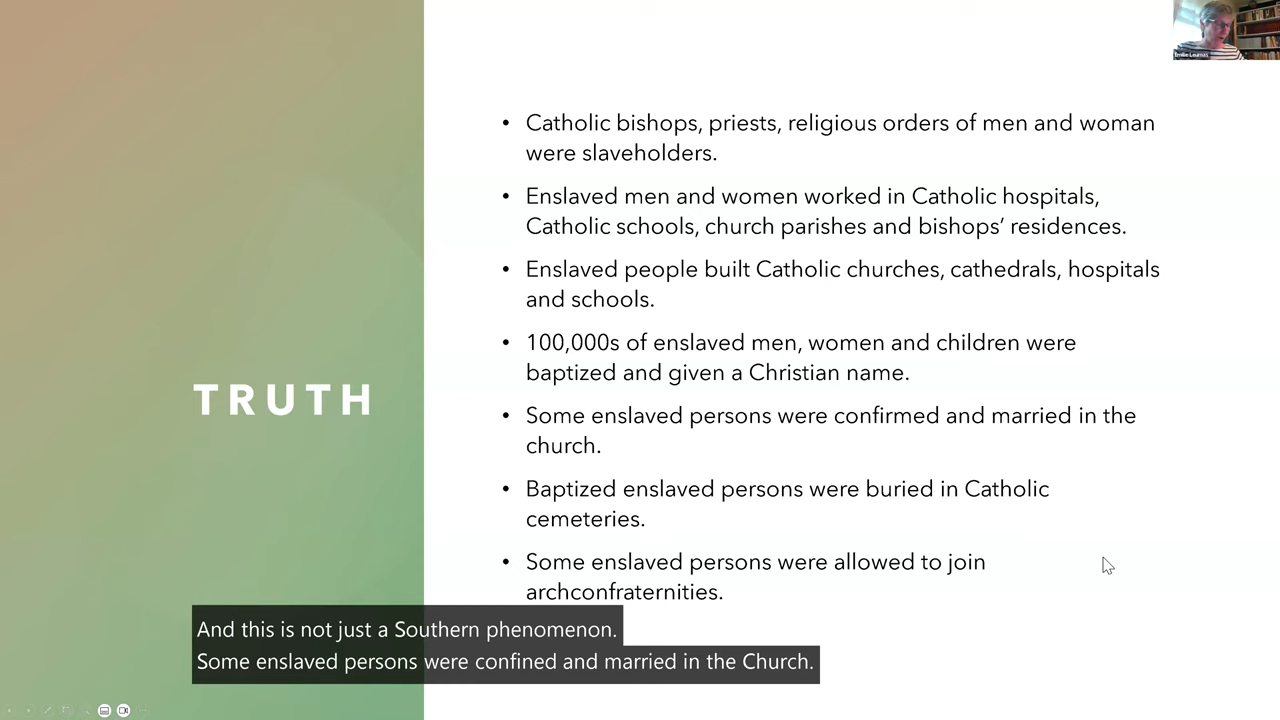 Emilie Leumas
• Catholic bishops, priests, religious orders of men and woman
were slaveholders.
• Enslaved men and women worked in Catholic hospitals,
Catholic schools, church parishes and bishops’ residences.
• Enslaved people built Catholic churches, cathedrals, hospitals
and schools.
• 100,000s of enslaved men, women and children were
baptized and given a Christian name.
TRUTH
• Some enslaved persons were confirmed and married in the
church.
• Baptized enslaved persons were buried in Catholic
cemeteries.
• Some enslaved persons were allowed to join
archconfraternities.
And this is not just a Southern phenomenon.
Some enslaved persons were confined and married in the Church.